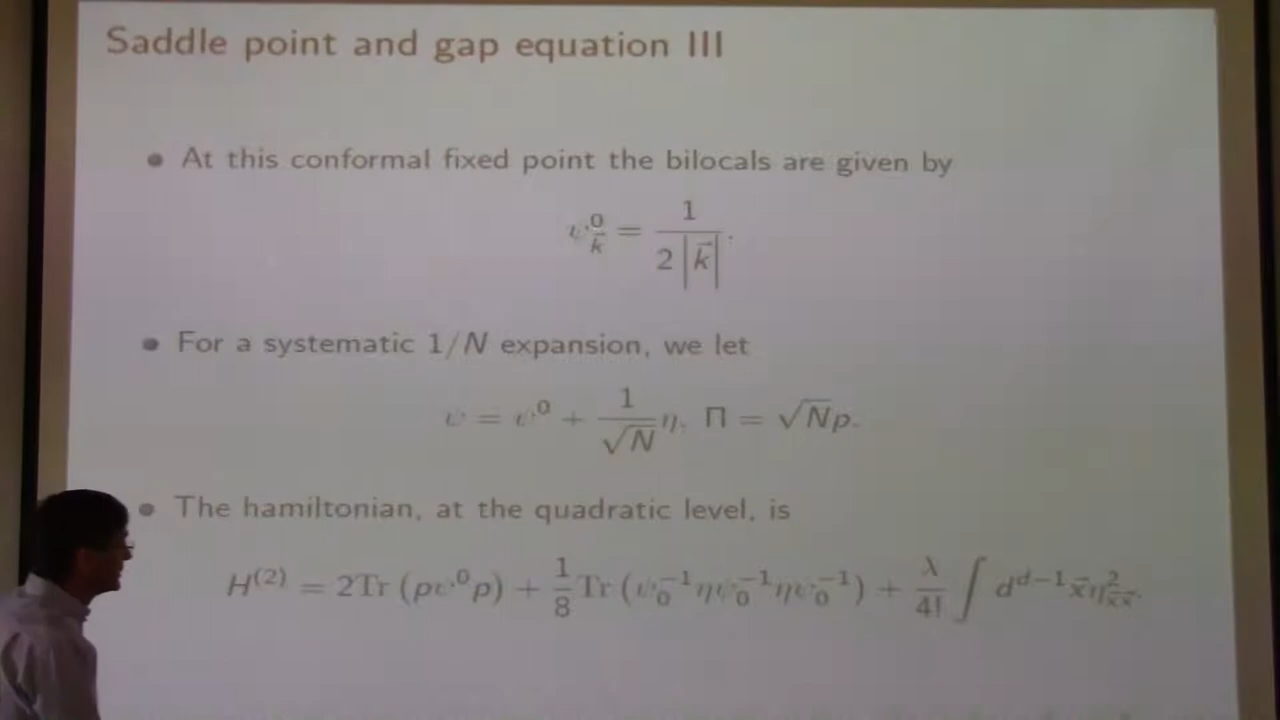 Saddle point and gap equation III
• At this conformal fixed point the bilocals are given by
ψ⁰_k⃗ = 1 / (2 |k⃗|).
• For a systematic 1/N expansion, we let
ψ = ψ⁰ + (1/√N) η, Π = √N p.
• The hamiltonian, at the quadratic level, is
H⁽²⁾ = 2Tr (pψ⁰p) + (1/8) Tr (ψ₀⁻¹ηψ₀⁻¹ηψ₀⁻¹) + (λ/4!) ∫ d^{d−1}x⃗ η²_{x⃗x⃗}.